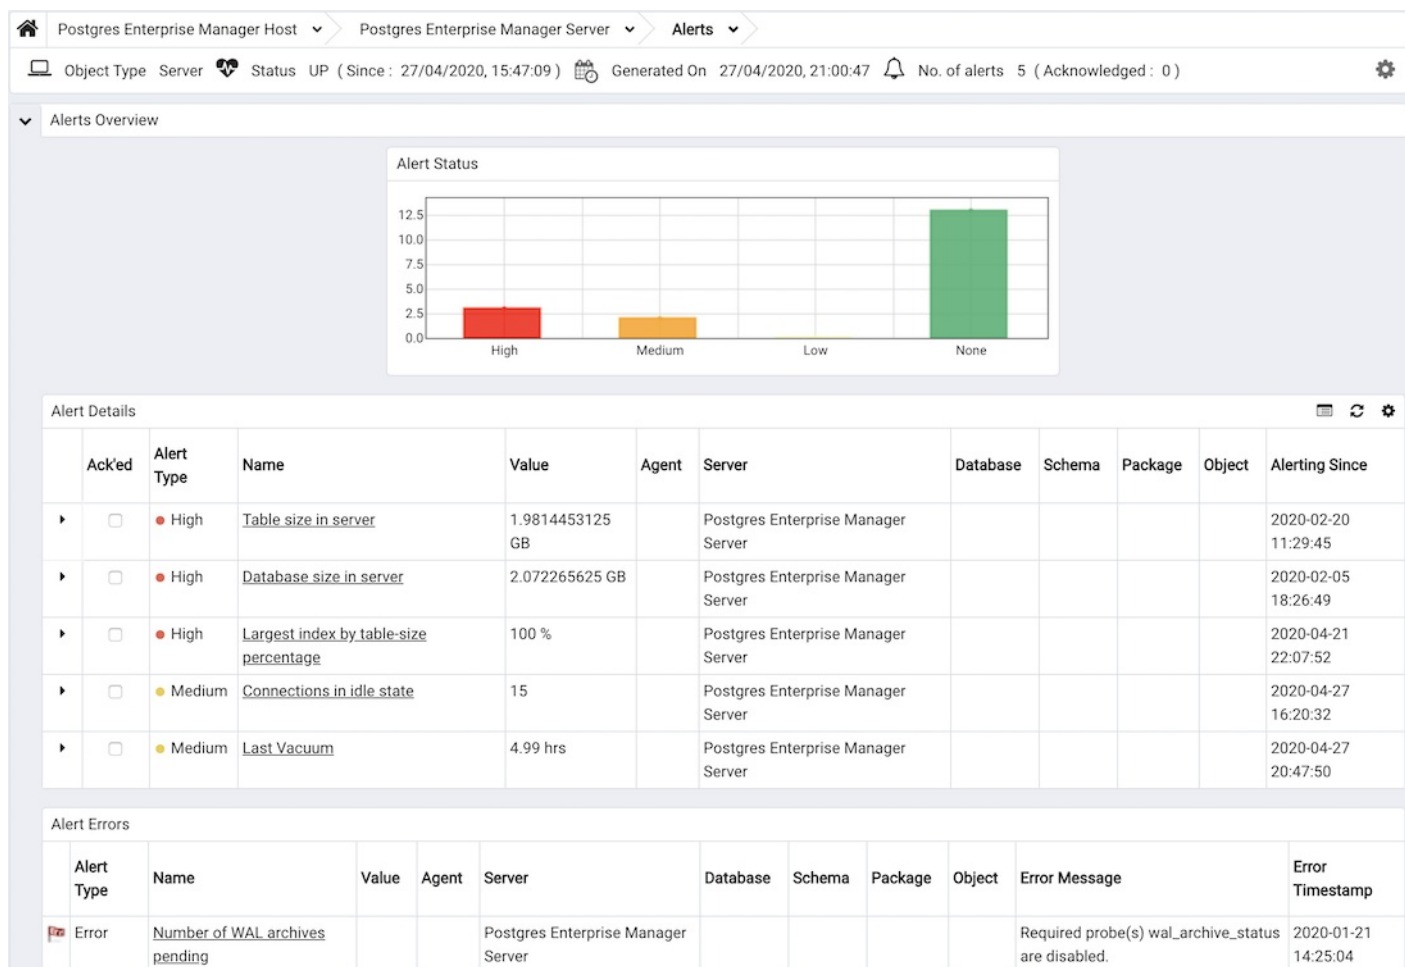 Postgres Enterprise Manager Host Postgres Enterprise Manager Server Alerts
Object Type Server Status UP ( Since : 27/04/2020, 15:47:09 ) Generated On 27/04/2020, 21:00:47 No. of alerts 5 ( Acknowledged : 0 )
Alerts Overview
Alert Status
12.5
10.0
7.5
5.0
2.5
0.0
High Medium Low None
Alert Details
Ack'ed Alert Type Name Value Agent Server Database Schema Package Object Alerting Since
High Table size in server 1.9814453125 Postgres Enterprise Manager 2020-02-20
GB Server 11:29:45
High Database size in server 2.072265625 GB Postgres Enterprise Manager 2020-02-05
Server 18:26:49
High Largest index by table-size 100 % Postgres Enterprise Manager 2020-04-21
percentage Server 22:07:52
Medium Connections in idle state 15 Postgres Enterprise Manager 2020-04-27
Server 16:20:32
Medium Last Vacuum 4.99 hrs Postgres Enterprise Manager 2020-04-27
Server 20:47:50
Alert Errors
Alert Type Name Value Agent Server Database Schema Package Object Error Message Error Timestamp
Error Number of WAL archives Postgres Enterprise Manager Required probe(s) wal_archive_status 2020-01-21
pending Server are disabled. 14:25:04